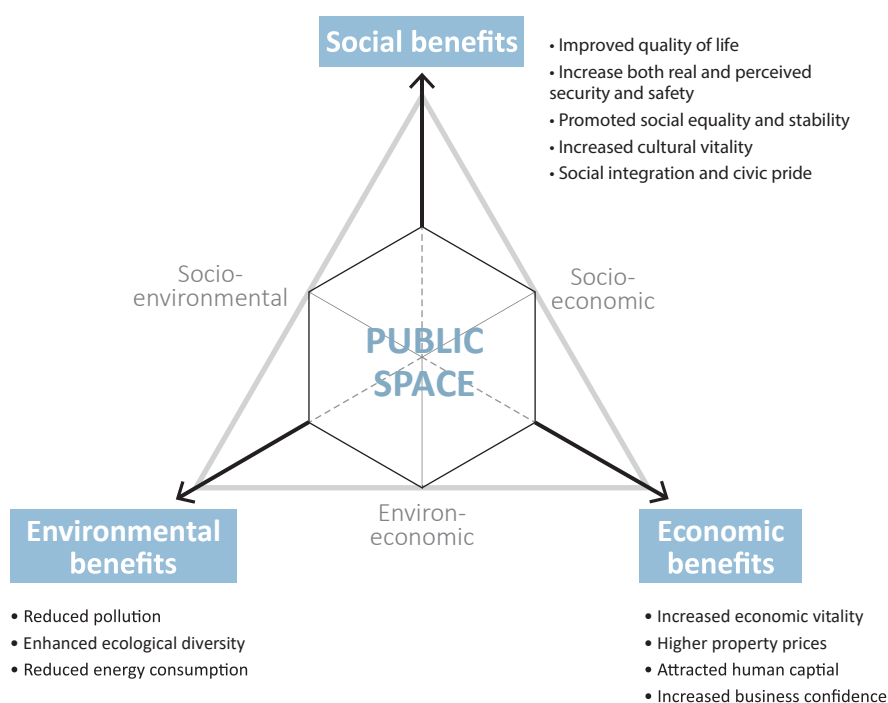 Social benefits
• Improved quality of life
• Increase both real and perceived
security and safety
• Promoted social equality and stability
• Increased cultural vitality
• Social integration and civic pride
Socio-
environmental
Socio-
economic
PUBLIC
SPACE
Environ-
economic
Environmental
benefits
• Reduced pollution
• Enhanced ecological diversity
• Reduced energy consumption
Economic
benefits
• Increased economic vitality
• Higher property prices
• Attracted human captial
• Increased business confidence